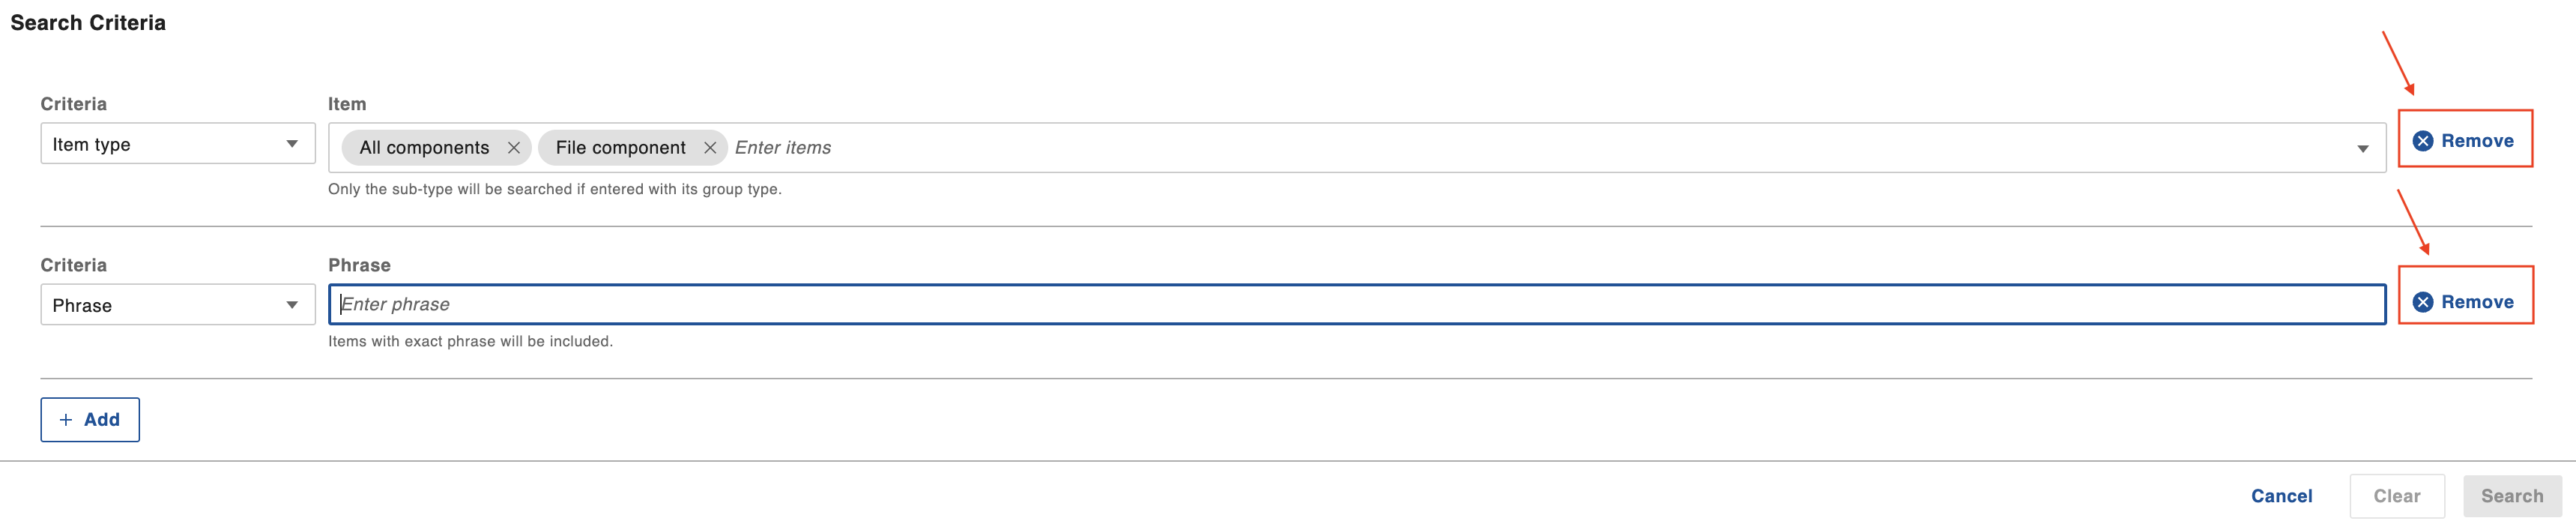 Search Criteria
Criteria
Item
Item type
All components
File component
Enter items
Remove
Only the sub-type will be searched if entered with its group type.
Criteria
Phrase
Phrase
Enter phrase
Remove
Items with exact phrase will be included.
+ Add
Cancel
Clear
Search